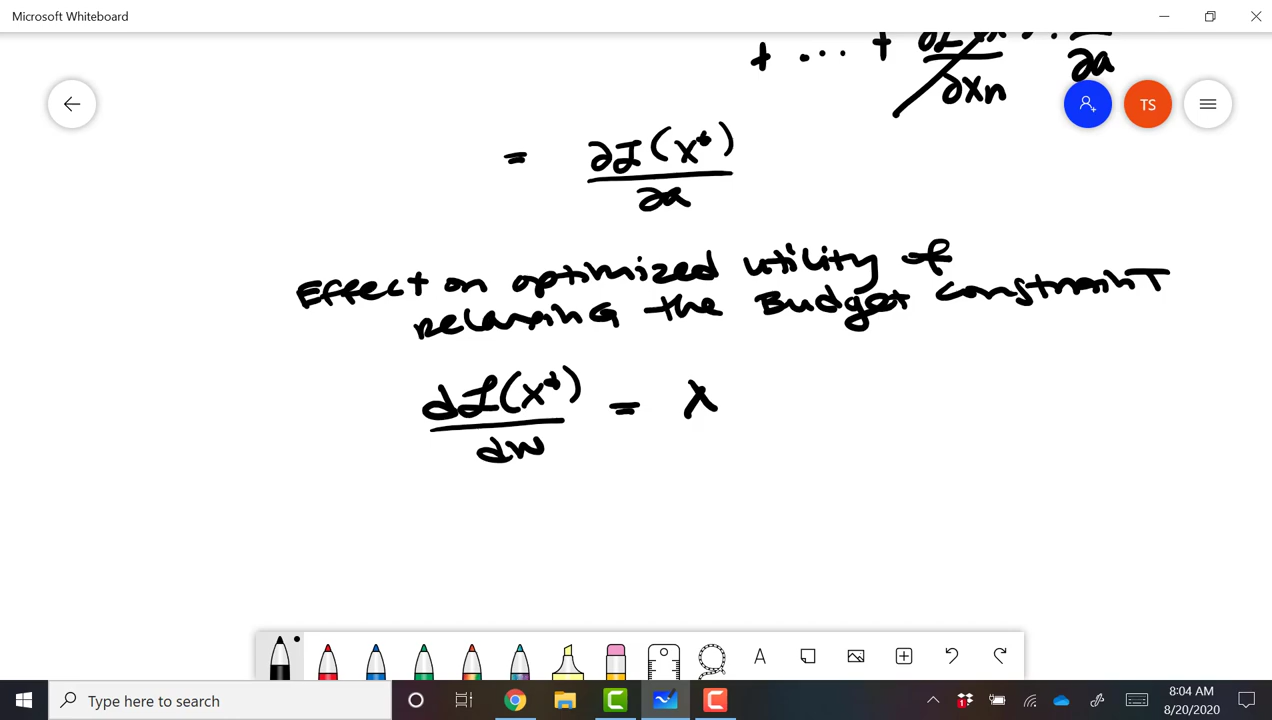 Microsoft Whiteboard
+ ... + ∂ℒ / ∂Xn · / ∂a
TS
= ∂ℒ(X*) / ∂a
Effect on optimized utility of
relaxing the Budget constrainT
dℒ(X*) / dw = λ
A
Type here to search
8:04 AM
8/20/2020